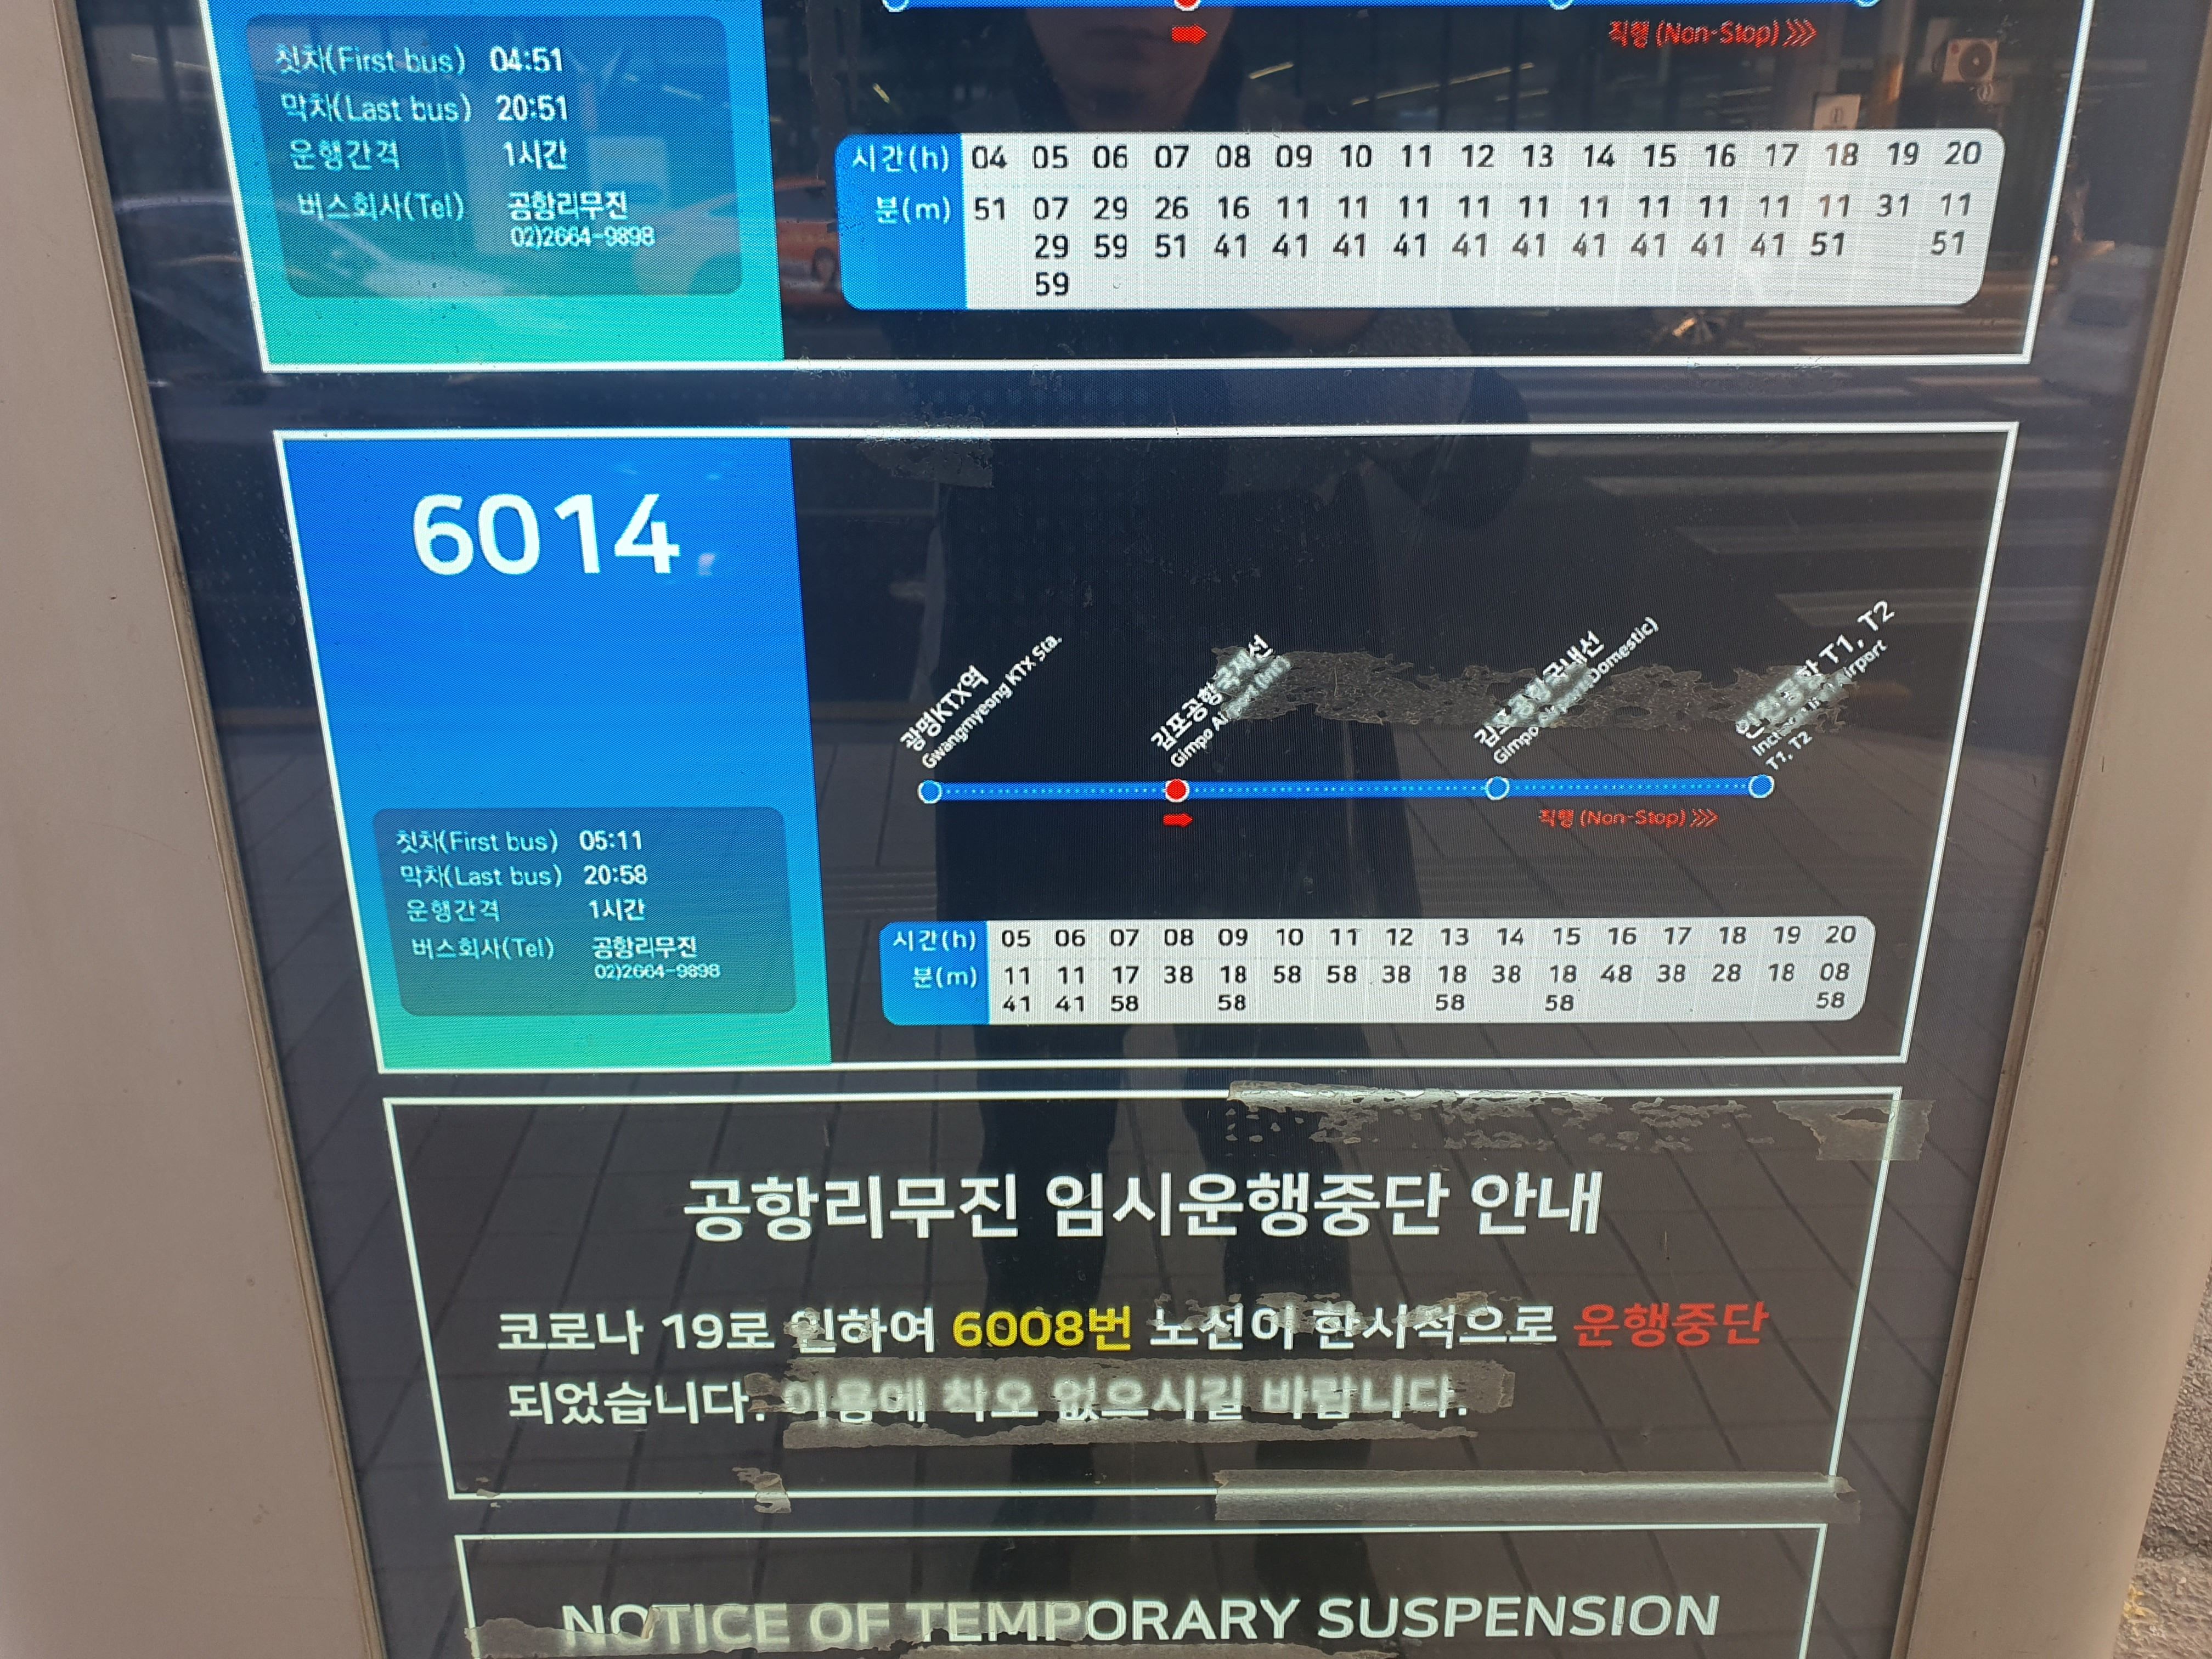 직행 (Non-Stop) >>>
첫차(First bus) 04:51
막차(Last bus) 20:51
운행간격 1시간
버스회사(Tel) 공항리무진
02)2664-9898
시간(h) 04 05 06 07 08 09 10 11 12 13 14 15 16 17 18 19 20
분(m) 51 07 29 26 16 11 11 11 11 11 11 11 11 11 11 31 11
29 59 51 41 41 41 41 41 41 41 41 41 41 51 51
59
6014
광명KTX역
Gwangmyeong KTX Sta.
김포공항국제선
Gimpo Airport (Int)
김포공항국내선
Gimpo Airport(Domestic)
인천공항 T1, T2
Incheon Int'l Airport
T1, T2
직행 (Non-Stop) >>>
첫차(First bus) 05:11
막차(Last bus) 20:58
운행간격 1시간
버스회사(Tel) 공항리무진
02)2664-9898
시간(h) 05 06 07 08 09 10 11 12 13 14 15 16 17 18 19 20
분(m) 11 11 17 38 18 58 58 38 18 38 18 48 38 28 18 08
41 41 58 58 58 58 58
공항리무진 임시운행중단 안내
코로나 19로 인하여 6008번 노선이 한시적으로 운행중단
되었습니다. 이용에 착오 없으시길 바랍니다.
NOTICE OF TEMPORARY SUSPENSION